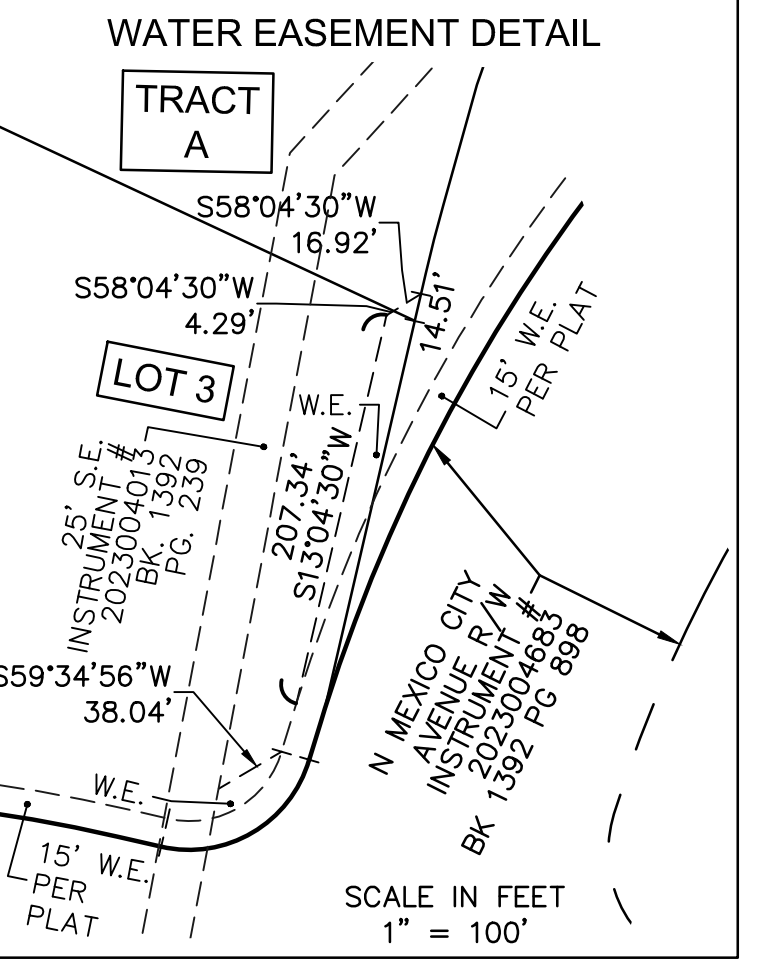 WATER EASEMENT DETAIL
TRACT
A
S58°04'30"W
16.92'
S58°04'30"W
4.29'
14.51'
15' W.E.
PER PLAT
LOT 3
W.E.
25' S.E.
INSTRUMENT #
2023004013
BK. 1392
PG. 239
207.34'
S13°04'30"W
N MEXICO CITY
AVENUE R/W
INSTRUMENT #
2023004683
BK 1392 PG 898
S59°34'56"W
38.04'
W.E.
15' W.E.
PER
PLAT
SCALE IN FEET
1" = 100'